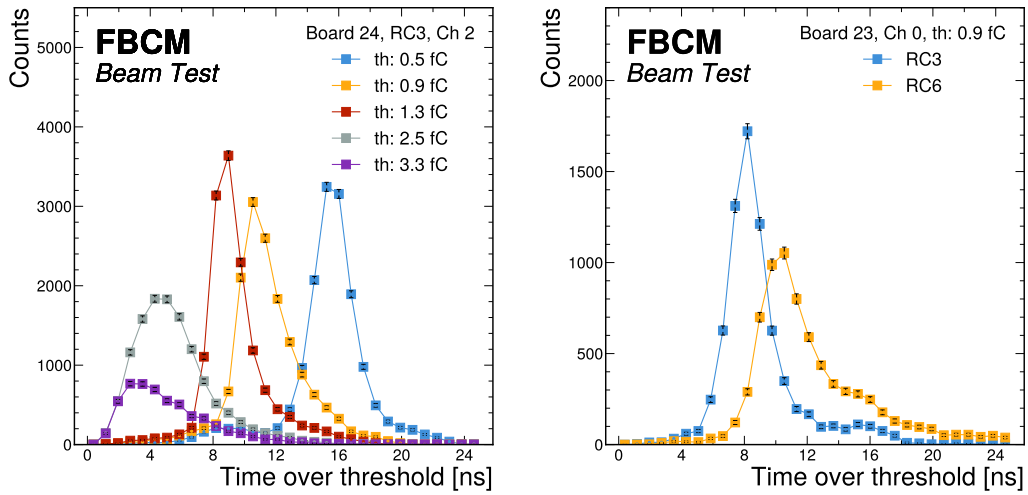 FBCM
Beam Test
Board 24, RC3, Ch 2
th: 0.5 fC
th: 0.9 fC
th: 1.3 fC
th: 2.5 fC
th: 3.3 fC
Counts
5000
4000
3000
2000
1000
0
0 4 8 12 16 20 24
Time over threshold [ns]
FBCM
Beam Test
Board 23, Ch 0, th: 0.9 fC
RC3
RC6
Counts
2000
1500
1000
500
0
0 4 8 12 16 20 24
Time over threshold [ns]